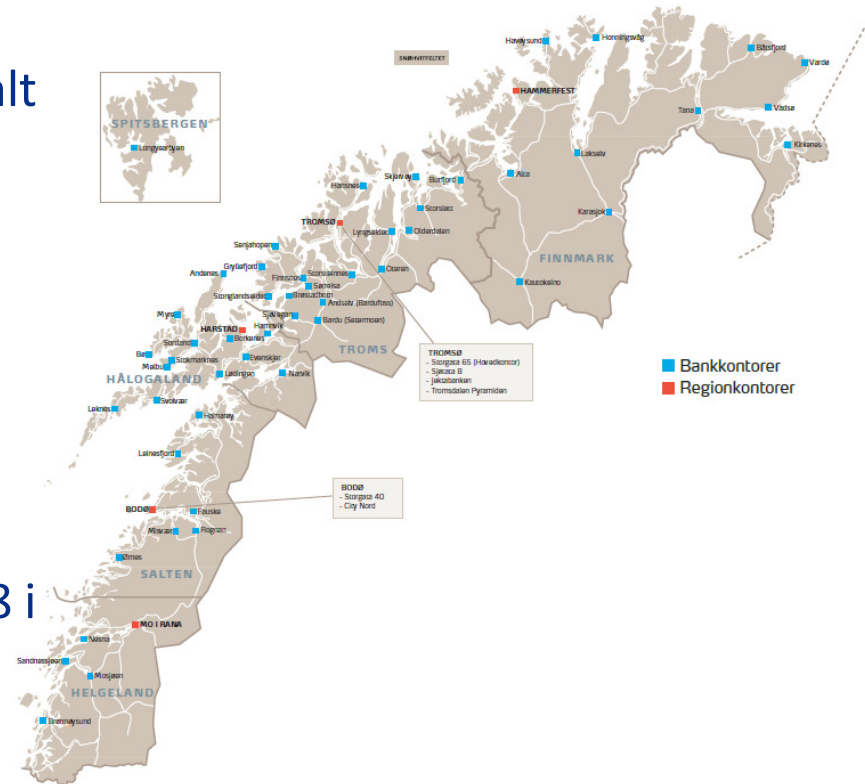 alt
SNØHVITFELTET
SPITSBERGEN
Longyearbyen
Havøysund
Honningsvåg
Båtsfjord
Vardø
HAMMERFEST
Tana
Vadsø
Kirkenes
Lakselv
Alta
Karasjok
FINNMARK
Kautokeino
Skjervøy
Burfjord
Hansnes
Storslett
TROMSØ
Lyngseidet
Olderdalen
Senjahopen
Gryllefjord
Andenes
Finnsnes
Storsteinnes
Oteren
Sørreisa
Stonglandseidet
Brøstadbotn
Andselv (Bardufoss)
Myre
Sjøvegan
Bardu (Setermoen)
HARSTAD
Hamnvik
Sortland
Borkenes
TROMS
Bø
Stokmarknes
Evenskjer
Melbu
HÅLOGALAND
Lødingen
Narvik
Leknes
Svolvær
Hamarøy
Leinesfjord
TROMSØ
- Storgata 65 (Hovedkontor)
- Sjøgata 8
- Jekta­banken
- Tromsdalen Pyramiden
Bankkontorer
Regionkontorer
BODØ
- Storgata 40
- City Nord
BODØ
Fauske
Misvær
Rognan
Ørnes
SALTEN
8 i
MO I RANA
Nesna
Sandnessjøen
Mosjøen
HELGELAND
Brønnøysund